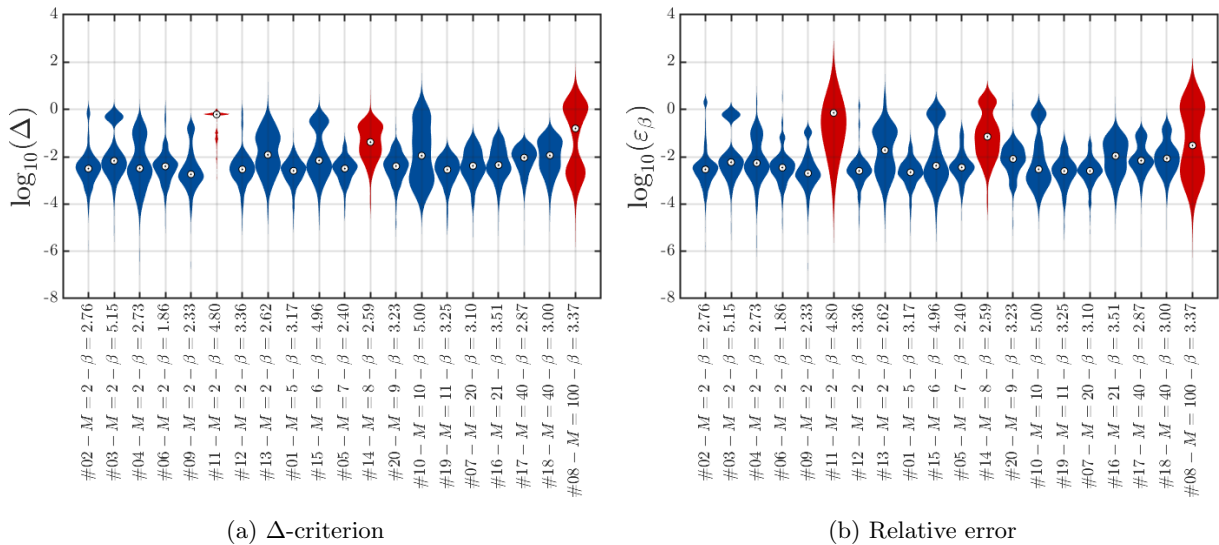 log₁₀(Δ)
4
2
0
-2
-4
-6
-8
#02 − M = 2 − β = 2.76
#03 − M = 2 − β = 5.15
#04 − M = 2 − β = 2.73
#06 − M = 2 − β = 1.86
#09 − M = 2 − β = 2.33
#11 − M = 2 − β = 4.80
#12 − M = 2 − β = 3.36
#13 − M = 2 − β = 2.62
#01 − M = 5 − β = 3.17
#15 − M = 6 − β = 4.96
#05 − M = 7 − β = 2.40
#14 − M = 8 − β = 2.59
#20 − M = 9 − β = 3.23
#10 − M = 10 − β = 5.00
#19 − M = 11 − β = 3.25
#07 − M = 20 − β = 3.10
#16 − M = 21 − β = 3.51
#17 − M = 40 − β = 2.87
#18 − M = 40 − β = 3.00
#08 − M = 100 − β = 3.37
(a) Δ-criterion
log₁₀(ε_β)
4
2
0
-2
-4
-6
-8
#02 − M = 2 − β = 2.76
#03 − M = 2 − β = 5.15
#04 − M = 2 − β = 2.73
#06 − M = 2 − β = 1.86
#09 − M = 2 − β = 2.33
#11 − M = 2 − β = 4.80
#12 − M = 2 − β = 3.36
#13 − M = 2 − β = 2.62
#01 − M = 5 − β = 3.17
#15 − M = 6 − β = 4.96
#05 − M = 7 − β = 2.40
#14 − M = 8 − β = 2.59
#20 − M = 9 − β = 3.23
#10 − M = 10 − β = 5.00
#19 − M = 11 − β = 3.25
#07 − M = 20 − β = 3.10
#16 − M = 21 − β = 3.51
#17 − M = 40 − β = 2.87
#18 − M = 40 − β = 3.00
#08 − M = 100 − β = 3.37
(b) Relative error